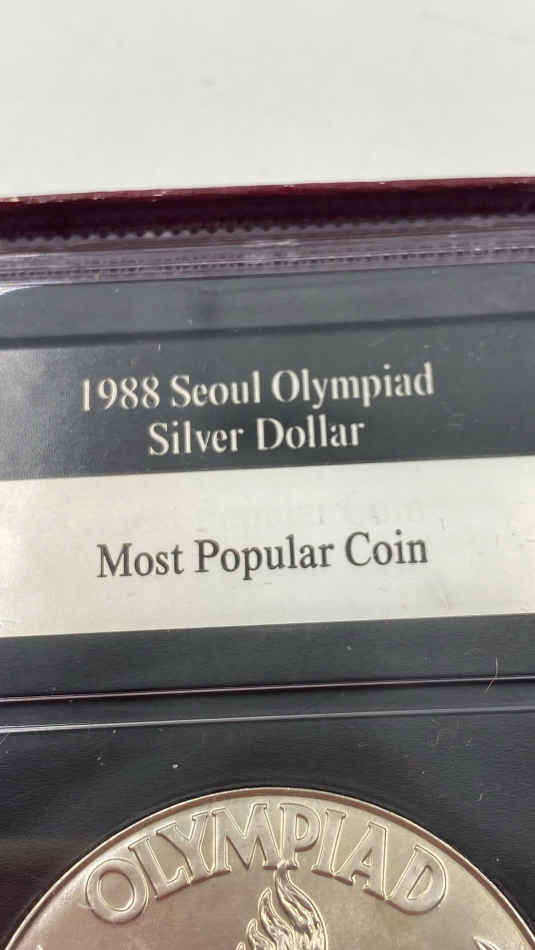 1988 Seoul Olympiad
Silver Dollar
Most Popular Coin
OLYMPIAD